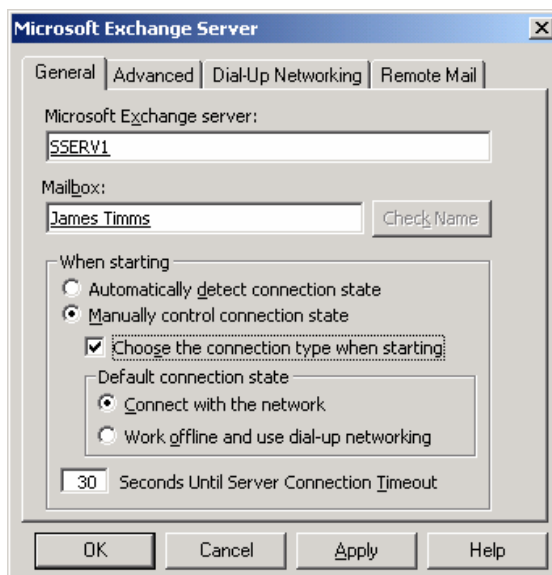 Microsoft Exchange Server
General Advanced Dial-Up Networking Remote Mail
Microsoft Exchange server:
SSERV1
Mailbox:
James Timms Check Name
When starting
Automatically detect connection state
Manually control connection state
Choose the connection type when starting
Default connection state
Connect with the network
Work offline and use dial-up networking
30 Seconds Until Server Connection Timeout
OK Cancel Apply Help